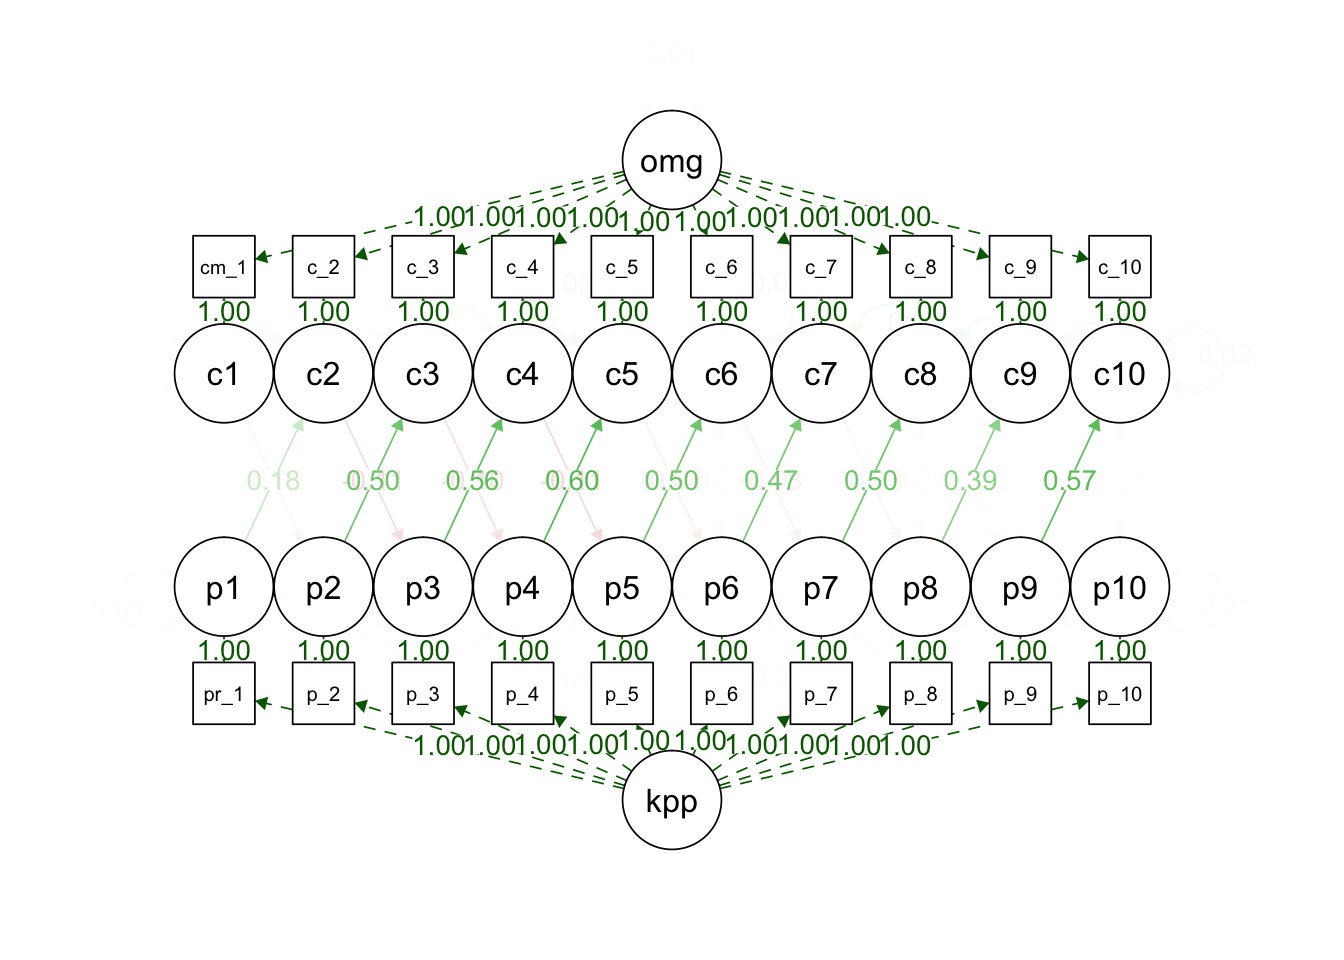 omg
1.00 1.00 1.00 1.00 1.00 1.00 1.00 1.00 1.00 1.00
cm_1 c_2 c_3 c_4 c_5 c_6 c_7 c_8 c_9 c_10
1.00 1.00 1.00 1.00 1.00 1.00 1.00 1.00 1.00 1.00
0.02
c1 c2 c3 c4 c5 c6 c7 c8 c9 c10
0.18 0.50 0.56 0.60 0.50 0.47 0.50 0.39 0.57
p1 p2 p3 p4 p5 p6 p7 p8 p9 p10
0.01 0.01
1.00 1.00 1.00 1.00 1.00 1.00 1.00 1.00 1.00 1.00
pr_1 p_2 p_3 p_4 p_5 p_6 p_7 p_8 p_9 p_10
1.00 1.00 1.00 1.00 1.00 1.00 1.00 1.00 1.00 1.00
kpp